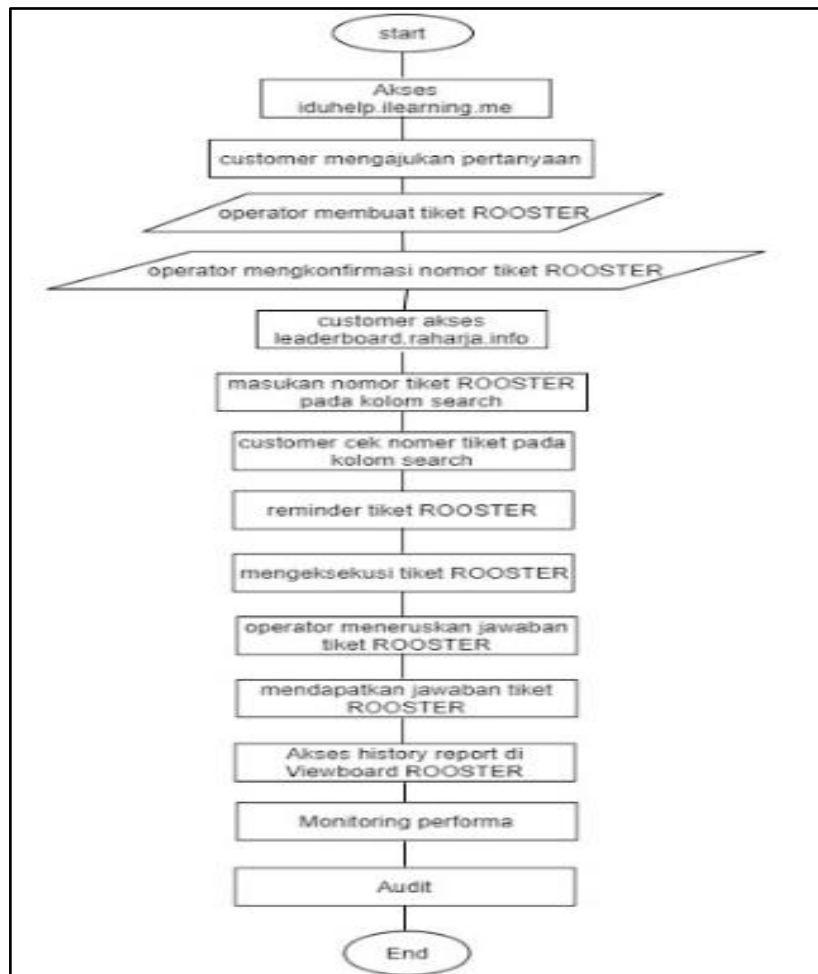 start
Akses
iduhelp.ilearning.me
customer mengajukan pertanyaan
operator membuat tiket ROOSTER
operator mengkonfirmasi nomor tiket ROOSTER
customer akses
leaderboard.raharja.info
masukan nomor tiket ROOSTER
pada kolom search
customer cek nomer tiket pada
kolom search
reminder tiket ROOSTER
mengeksekusi tiket ROOSTER
operator meneruskan jawaban
tiket ROOSTER
mendapatkan jawaban tiket
ROOSTER
Akses history report di
Viewboard ROOSTER
Monitoring performa
Audit
End